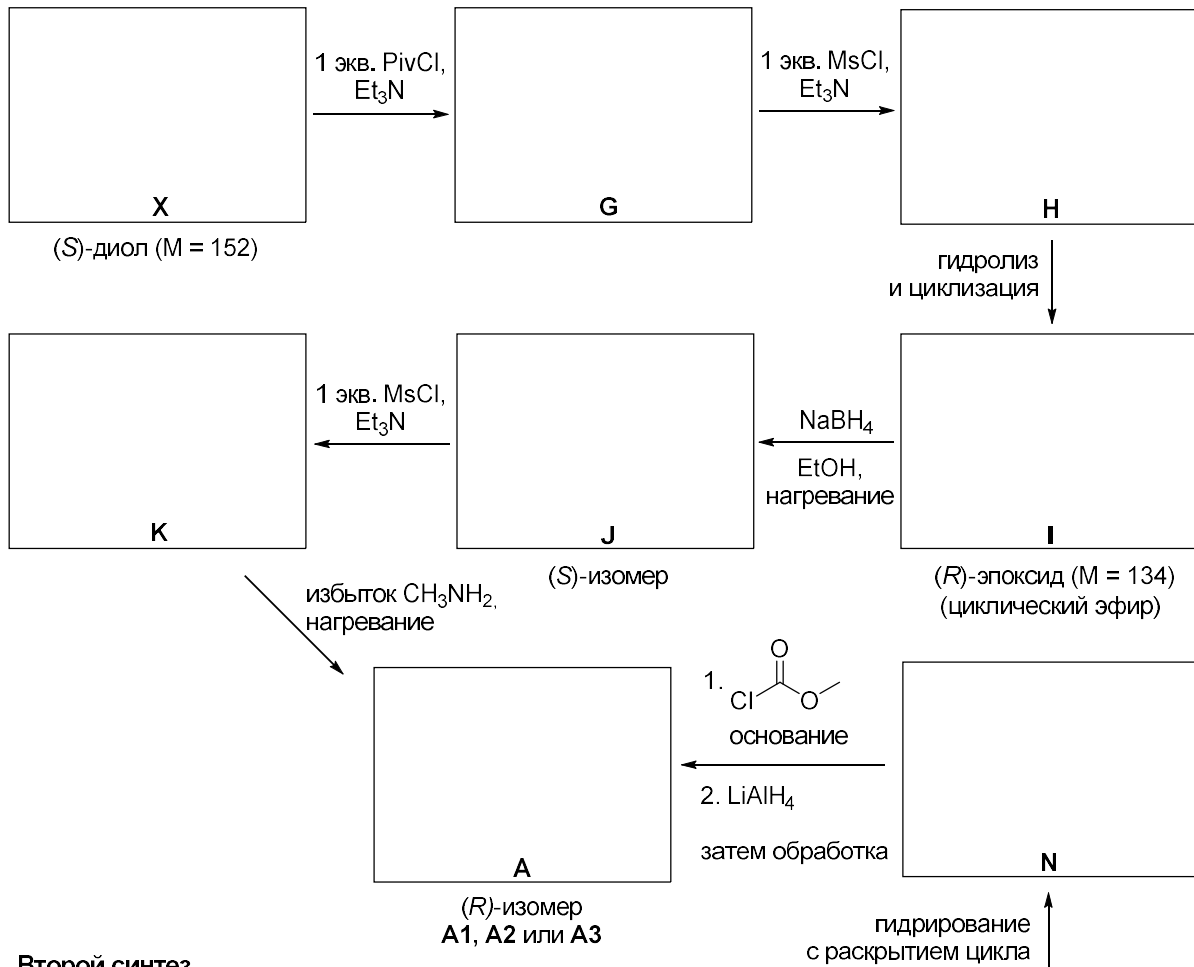 1 экв. PivCl,
Et3N
1 экв. MsCl,
Et3N
X
G
H
(S)-диол (M = 152)
гидролиз
и циклизация
1 экв. MsCl,
Et3N
NaBH4
EtOH,
нагревание
K
J
I
(S)-изомер
(R)-эпоксид (M = 134)
(циклический эфир)
избыток CH3NH2,
нагревание
1.
O
Cl
O
основание
2. LiAlH4
затем обработка
A
N
(R)-изомер
A1, A2 или A3
гидрирование
с раскрытием цикла
Второй синтез